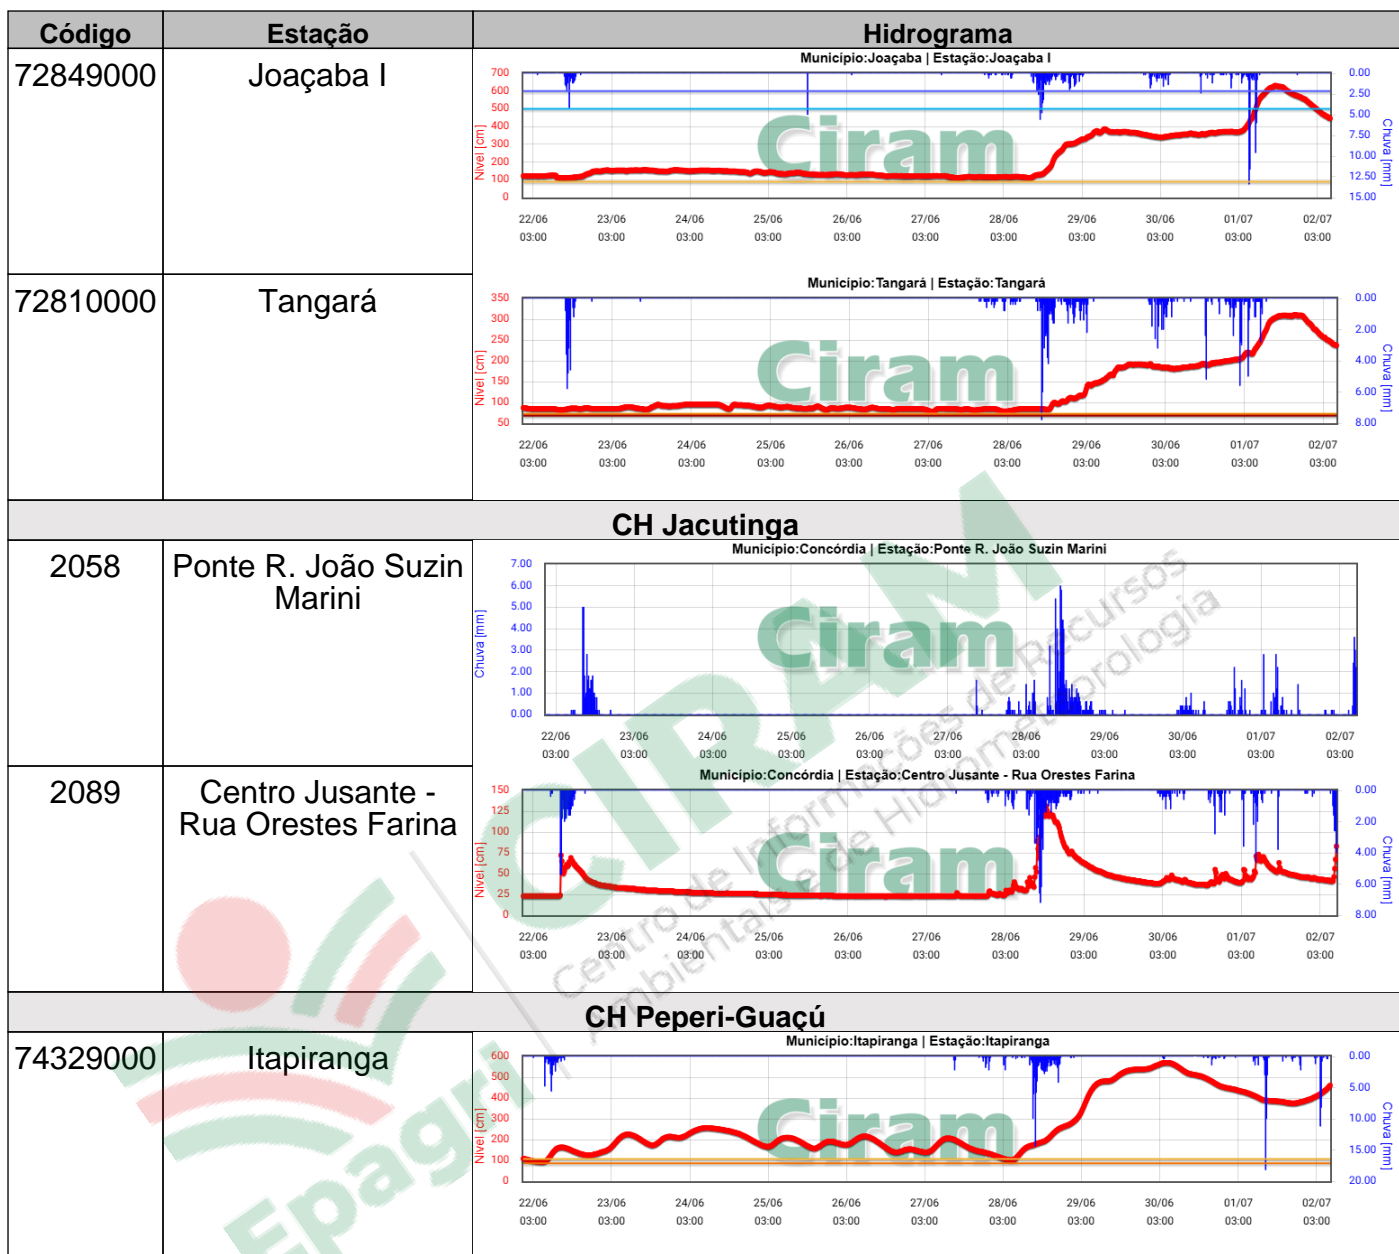 Código Estação Hidrograma
72849000 Joaçaba I
Município:Joaçaba | Estação:Joaçaba I
Nivel [cm]
700
600
500
400
300
200
100
0
Chuva [mm]
0.00
2.50
5.00
7.50
10.00
12.50
15.00
22/06 23/06 24/06 25/06 26/06 27/06 28/06 29/06 30/06 01/07 02/07
03:00 03:00 03:00 03:00 03:00 03:00 03:00 03:00 03:00 03:00 03:00
Ciram
72810000 Tangará
Município:Tangará | Estação:Tangará
Nivel [cm]
350
300
250
200
150
100
50
Chuva [mm]
0.00
2.00
4.00
6.00
8.00
22/06 23/06 24/06 25/06 26/06 27/06 28/06 29/06 30/06 01/07 02/07
03:00 03:00 03:00 03:00 03:00 03:00 03:00 03:00 03:00 03:00 03:00
Ciram
CH Jacutinga
2058 Ponte R. João Suzin
Marini
Município:Concórdia | Estação:Ponte R. João Suzin Marini
Chuva [mm]
7.00
6.00
5.00
4.00
3.00
2.00
1.00
0.00
22/06 23/06 24/06 25/06 26/06 27/06 28/06 29/06 30/06 01/07 02/07
03:00 03:00 03:00 03:00 03:00 03:00 03:00 03:00 03:00 03:00 03:00
Ciram
2089 Centro Jusante -
Rua Orestes Farina
Município:Concórdia | Estação:Centro Jusante - Rua Orestes Farina
Nivel [cm]
150
125
100
75
50
25
0
Chuva [mm]
0.00
2.00
4.00
6.00
8.00
22/06 23/06 24/06 25/06 26/06 27/06 28/06 29/06 30/06 01/07 02/07
03:00 03:00 03:00 03:00 03:00 03:00 03:00 03:00 03:00 03:00 03:00
Ciram
CH Peperi-Guaçú
74329000 Itapiranga
Município:Itapiranga | Estação:Itapiranga
Nivel [cm]
600
500
400
300
200
100
0
Chuva [mm]
0.00
5.00
10.00
15.00
20.00
22/06 23/06 24/06 25/06 26/06 27/06 28/06 29/06 30/06 01/07 02/07
03:00 03:00 03:00 03:00 03:00 03:00 03:00 03:00 03:00 03:00 03:00
Ciram
Epagri
CIRAM
Centro de Informações de Recursos
Ambientais e de Hidrometeorologia